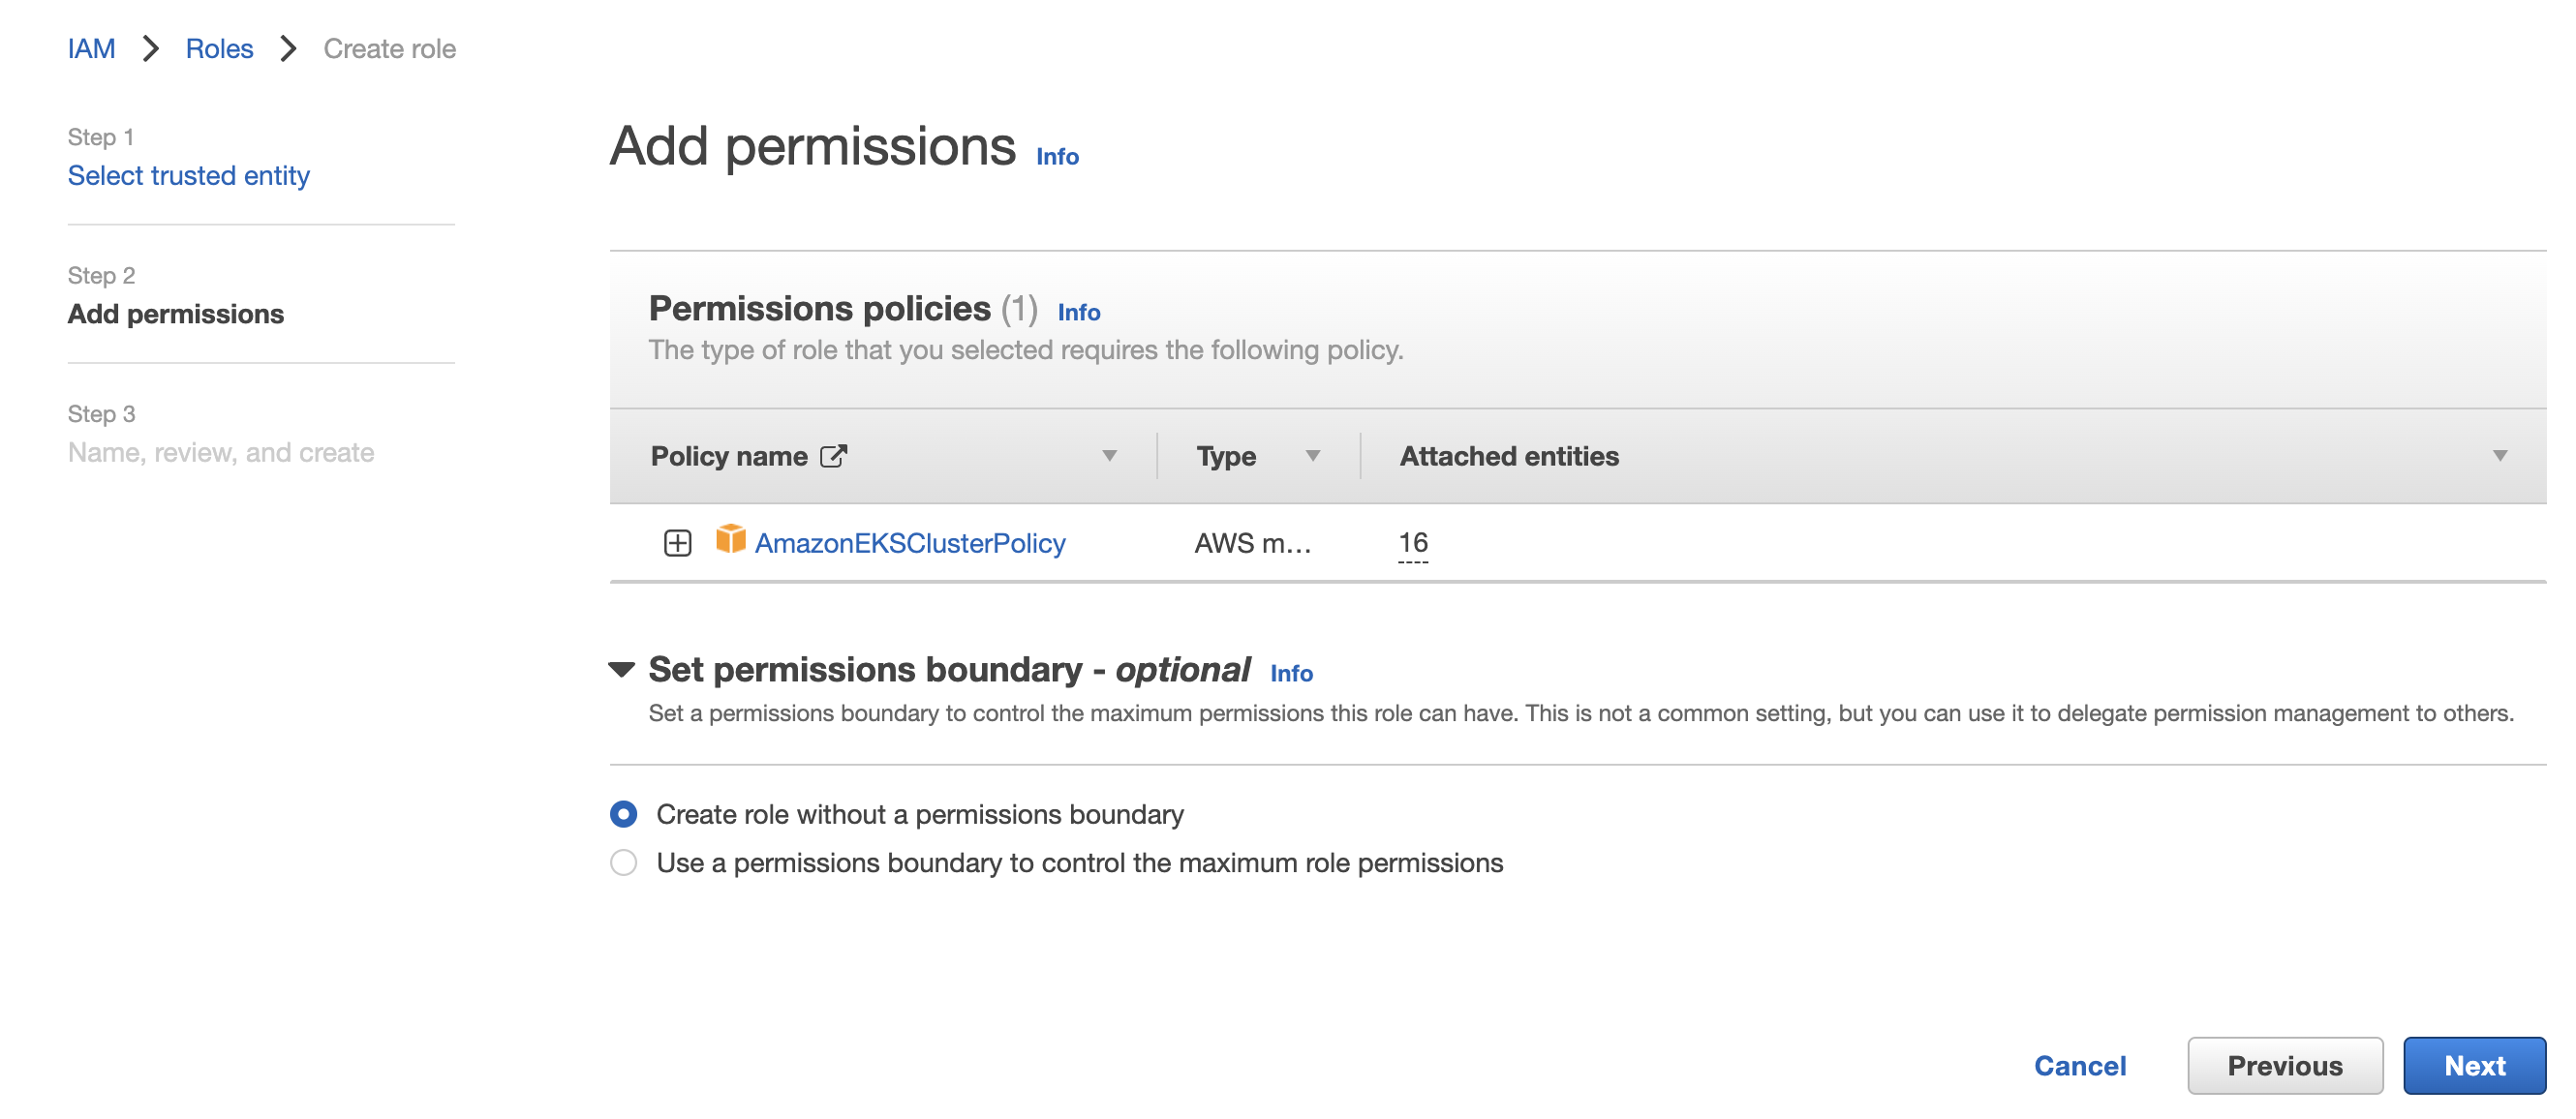 IAM > Roles > Create role
Step 1
Select trusted entity
Step 2
Add permissions
Step 3
Name, review, and create
Add permissions Info
Permissions policies (1) Info
The type of role that you selected requires the following policy.
Policy name Type Attached entities
AmazonEKSClusterPolicy AWS m... 16
Set permissions boundary - optional Info
Set a permissions boundary to control the maximum permissions this role can have. This is not a common setting, but you can use it to delegate permission management to others.
Create role without a permissions boundary
Use a permissions boundary to control the maximum role permissions
Cancel Previous Next